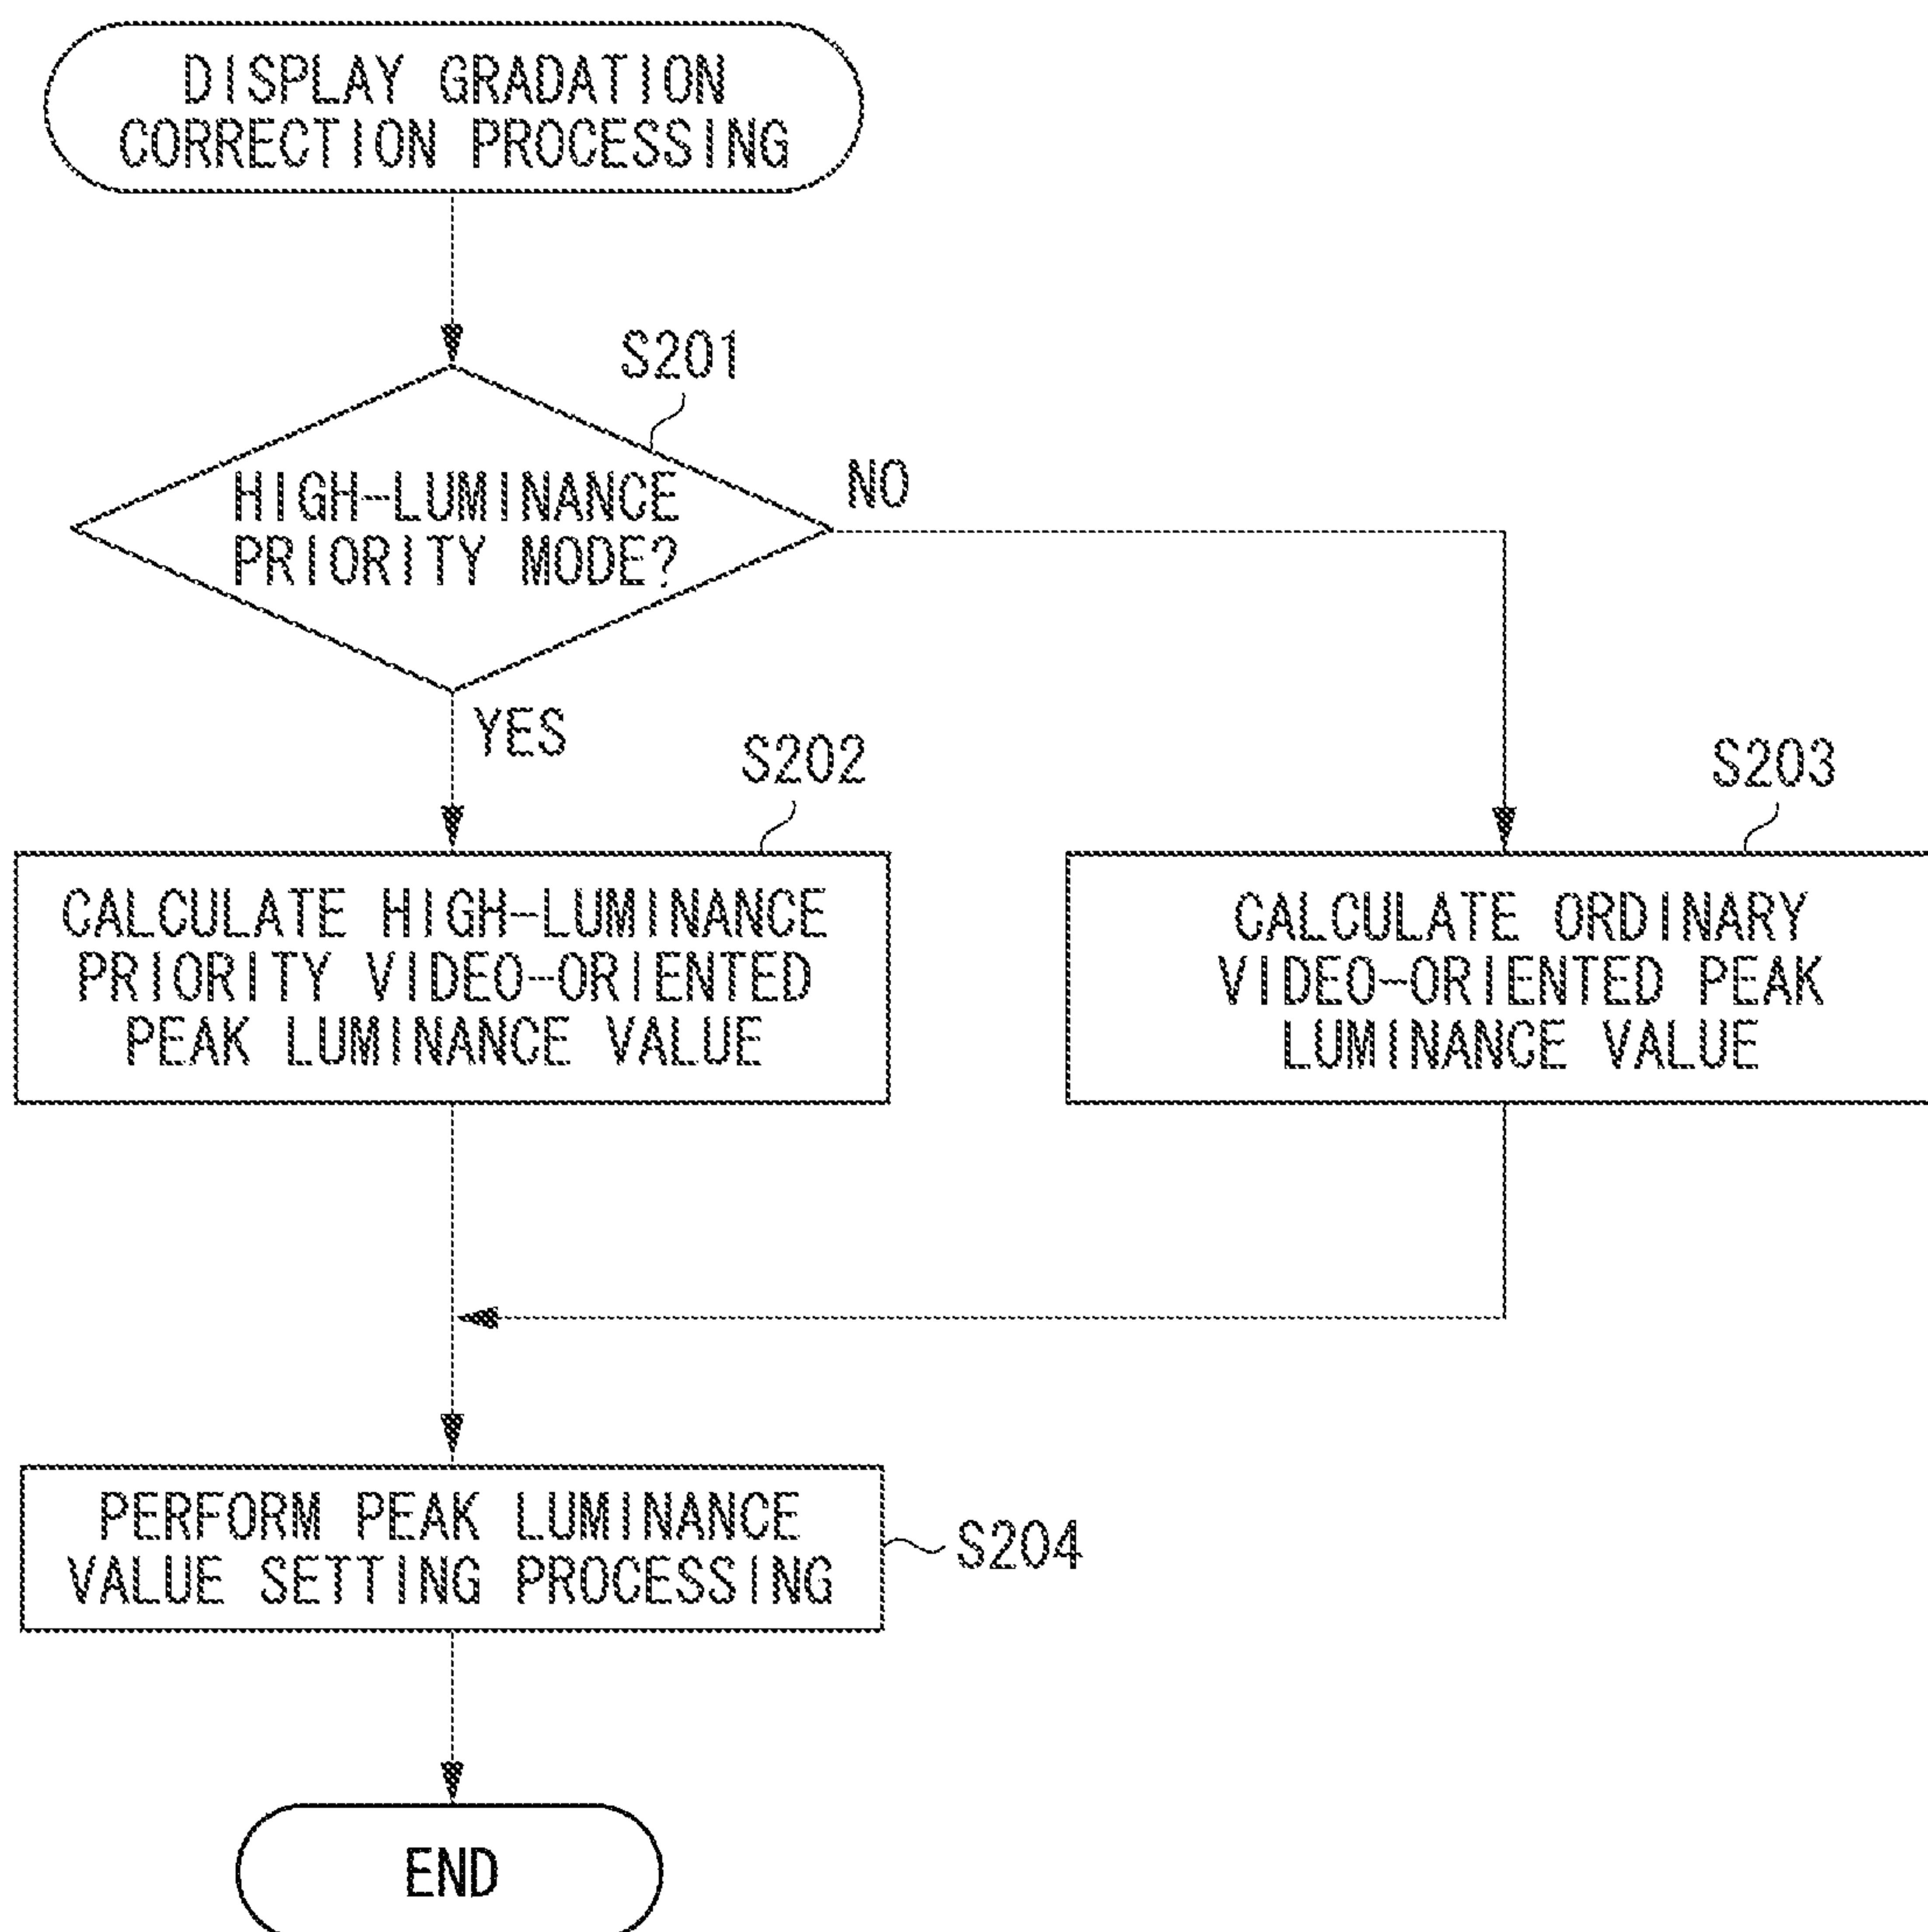 DISPLAY GRADATION
CORRECTION PROCESSING
S201
HIGH-LUMINANCE
PRIORITY MODE?
NO
YES
S202
S203
CALCULATE HIGH-LUMINANCE
PRIORITY VIDEO-ORIENTED
PEAK LUMINANCE VALUE
CALCULATE ORDINARY
VIDEO-ORIENTED PEAK
LUMINANCE VALUE
PERFORM PEAK LUMINANCE
VALUE SETTING PROCESSING
S204
END